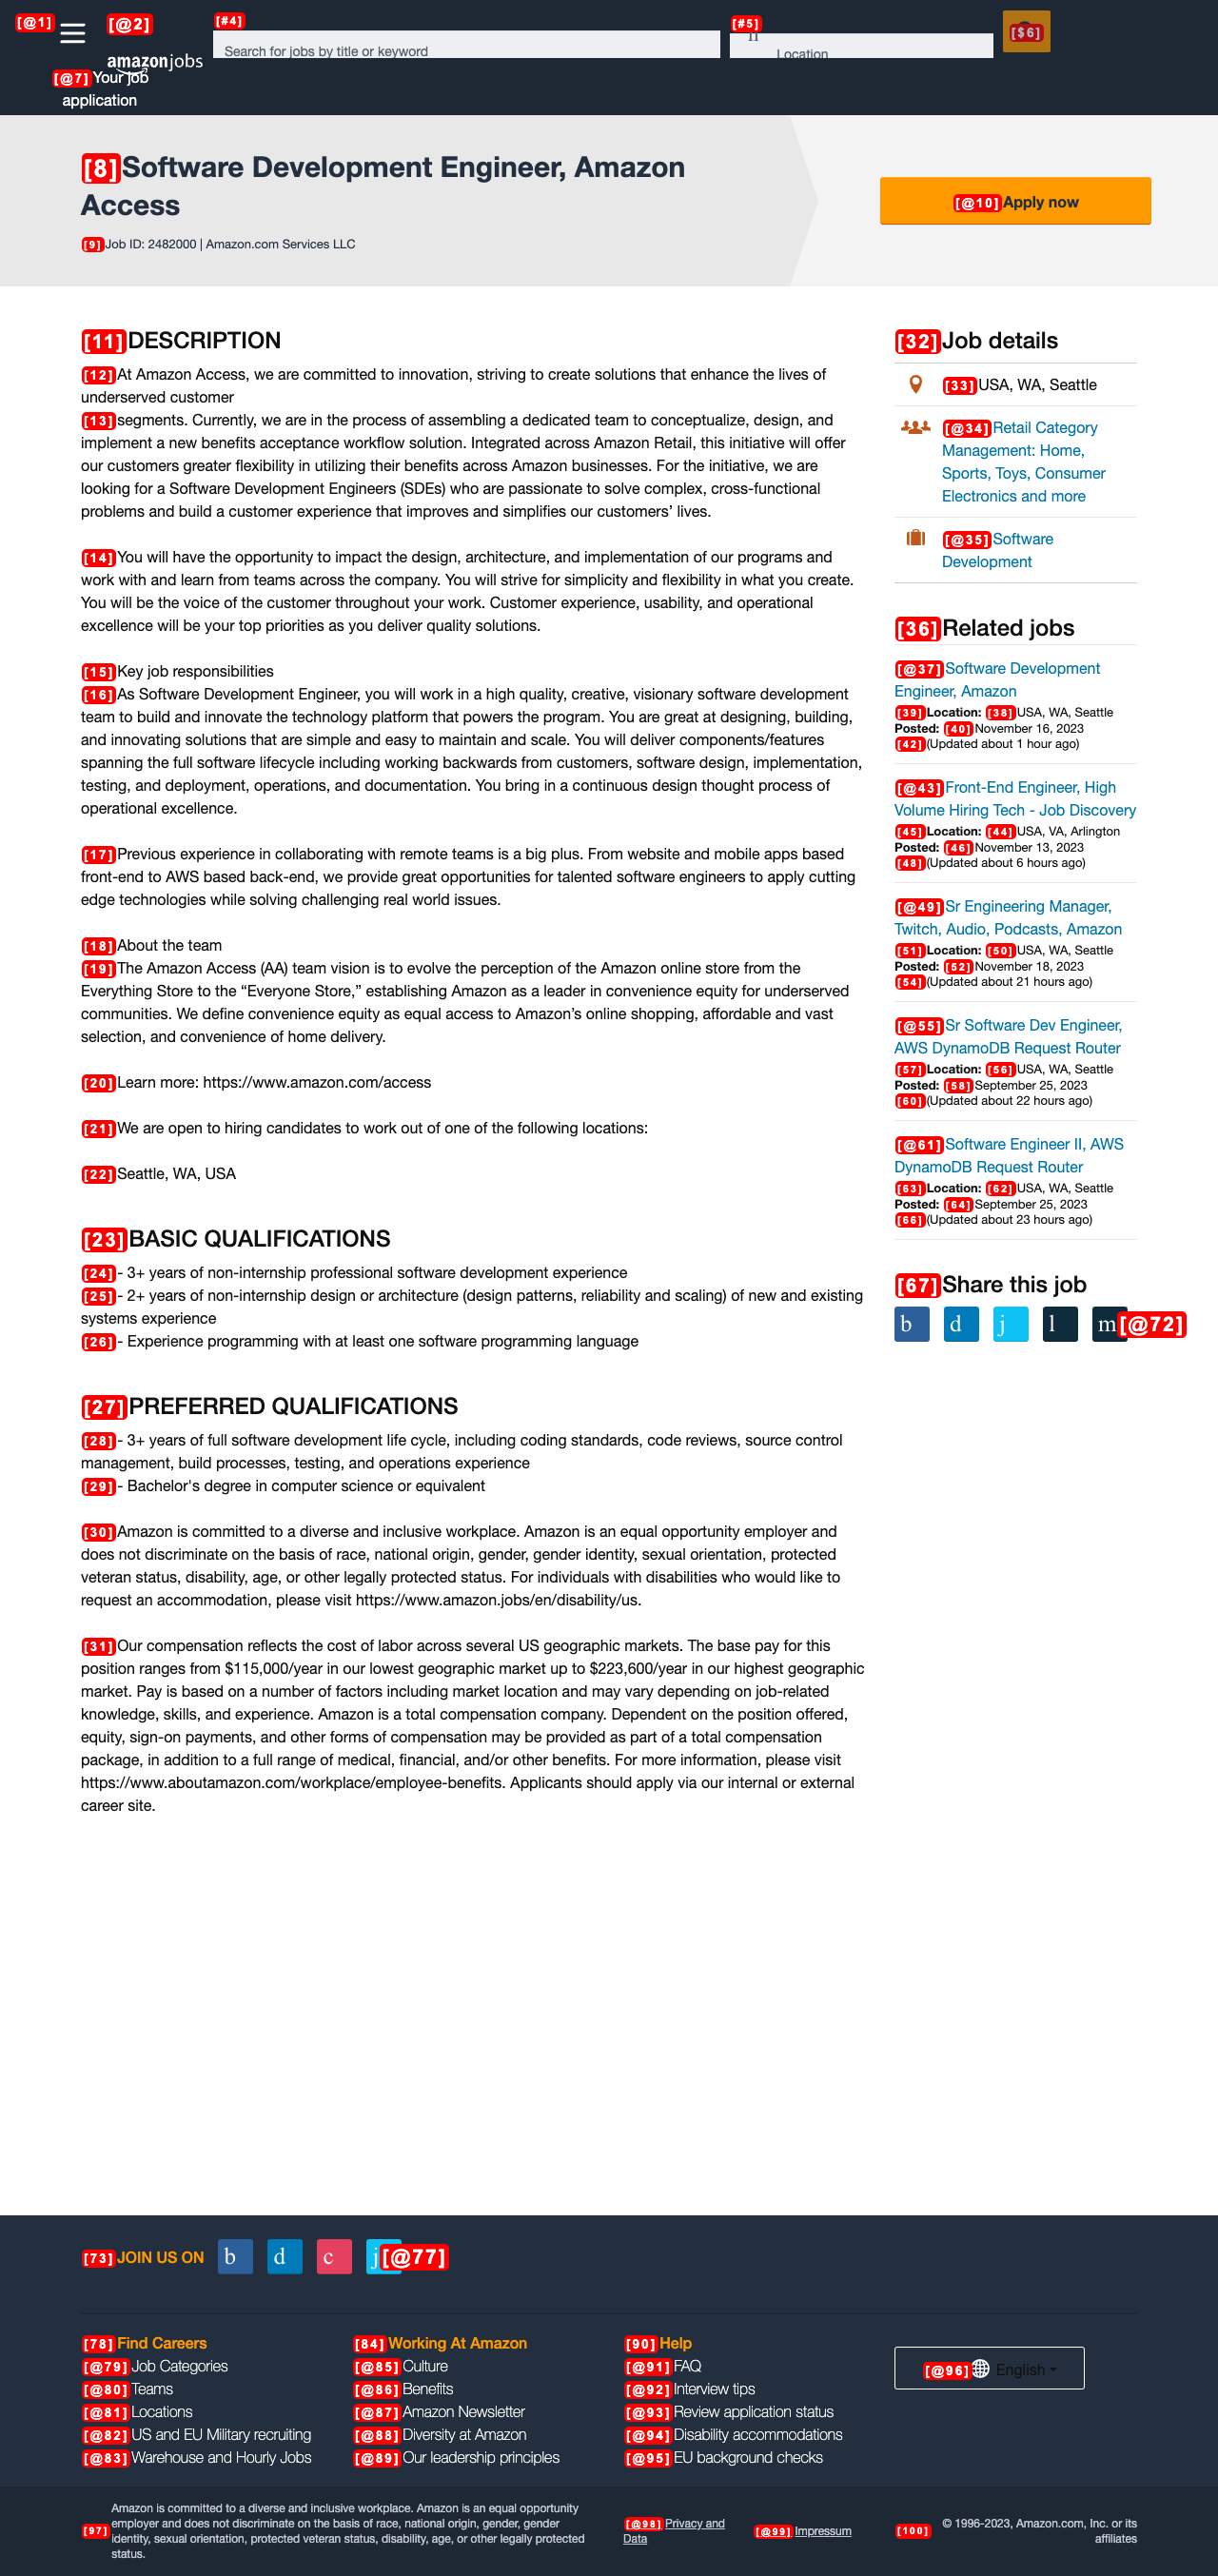 [@1] [@2] [#4] [#5] [$6]
Search for jobs by title or keyword
Location
amazonjobs
[@7] Your job
application
[8] Software Development Engineer, Amazon
Access
[9] Job ID: 2482000 | Amazon.com Services LLC
[@10] Apply now
[11] DESCRIPTION
[12] At Amazon Access, we are committed to innovation, striving to create solutions that enhance the lives of
underserved customer
[13] segments. Currently, we are in the process of assembling a dedicated team to conceptualize, design, and
implement a new benefits acceptance workflow solution. Integrated across Amazon Retail, this initiative will offer
our customers greater flexibility in utilizing their benefits across Amazon businesses. For the initiative, we are
looking for a Software Development Engineers (SDEs) who are passionate to solve complex, cross-functional
problems and build a customer experience that improves and simplifies our customers’ lives.
[14] You will have the opportunity to impact the design, architecture, and implementation of our programs and
work with and learn from teams across the company. You will strive for simplicity and flexibility in what you create.
You will be the voice of the customer throughout your work. Customer experience, usability, and operational
excellence will be your top priorities as you deliver quality solutions.
[15] Key job responsibilities
[16] As Software Development Engineer, you will work in a high quality, creative, visionary software development
team to build and innovate the technology platform that powers the program. You are great at designing, building,
and innovating solutions that are simple and easy to maintain and scale. You will deliver components/features
spanning the full software lifecycle including working backwards from customers, software design, implementation,
testing, and deployment, operations, and documentation. You bring in a continuous design thought process of
operational excellence.
[17] Previous experience in collaborating with remote teams is a big plus. From website and mobile apps based
front-end to AWS based back-end, we provide great opportunities for talented software engineers to apply cutting
edge technologies while solving challenging real world issues.
[18] About the team
[19] The Amazon Access (AA) team vision is to evolve the perception of the Amazon online store from the
Everything Store to the “Everyone Store,” establishing Amazon as a leader in convenience equity for underserved
communities. We define convenience equity as equal access to Amazon’s online shopping, affordable and vast
selection, and convenience of home delivery.
[20] Learn more: https://www.amazon.com/access
[21] We are open to hiring candidates to work out of one of the following locations:
[22] Seattle, WA, USA
[23] BASIC QUALIFICATIONS
[24] - 3+ years of non-internship professional software development experience
[25] - 2+ years of non-internship design or architecture (design patterns, reliability and scaling) of new and existing
systems experience
[26] - Experience programming with at least one software programming language
[27] PREFERRED QUALIFICATIONS
[28] - 3+ years of full software development life cycle, including coding standards, code reviews, source control
management, build processes, testing, and operations experience
[29] - Bachelor's degree in computer science or equivalent
[30] Amazon is committed to a diverse and inclusive workplace. Amazon is an equal opportunity employer and
does not discriminate on the basis of race, national origin, gender, gender identity, sexual orientation, protected
veteran status, disability, age, or other legally protected status. For individuals with disabilities who would like to
request an accommodation, please visit https://www.amazon.jobs/en/disability/us.
[31] Our compensation reflects the cost of labor across several US geographic markets. The base pay for this
position ranges from $115,000/year in our lowest geographic market up to $223,600/year in our highest geographic
market. Pay is based on a number of factors including market location and may vary depending on job-related
knowledge, skills, and experience. Amazon is a total compensation company. Dependent on the position offered,
equity, sign-on payments, and other forms of compensation may be provided as part of a total compensation
package, in addition to a full range of medical, financial, and/or other benefits. For more information, please visit
https://www.aboutamazon.com/workplace/employee-benefits. Applicants should apply via our internal or external
career site.
[32] Job details
[33] USA, WA, Seattle
[@34] Retail Category
Management: Home,
Sports, Toys, Consumer
Electronics and more
[@35] Software
Development
[36] Related jobs
[@37] Software Development
Engineer, Amazon
[39] Location: [38] USA, WA, Seattle
Posted: [40] November 16, 2023
[42] (Updated about 1 hour ago)
[@43] Front-End Engineer, High
Volume Hiring Tech - Job Discovery
[45] Location: [44] USA, VA, Arlington
Posted: [46] November 13, 2023
[48] (Updated about 6 hours ago)
[@49] Sr Engineering Manager,
Twitch, Audio, Podcasts, Amazon
[51] Location: [50] USA, WA, Seattle
Posted: [52] November 18, 2023
[54] (Updated about 21 hours ago)
[@55] Sr Software Dev Engineer,
AWS DynamoDB Request Router
[57] Location: [56] USA, WA, Seattle
Posted: [58] September 25, 2023
[60] (Updated about 22 hours ago)
[@61] Software Engineer II, AWS
DynamoDB Request Router
[63] Location: [62] USA, WA, Seattle
Posted: [64] September 25, 2023
[66] (Updated about 23 hours ago)
[67] Share this job
b d j l m [@72]
[73] JOIN US ON b d c j [@77]
[78] Find Careers
[@79] Job Categories
[@80] Teams
[@81] Locations
[@82] US and EU Military recruiting
[@83] Warehouse and Hourly Jobs
[84] Working At Amazon
[@85] Culture
[@86] Benefits
[@87] Amazon Newsletter
[@88] Diversity at Amazon
[@89] Our leadership principles
[90] Help
[@91] FAQ
[@92] Interview tips
[@93] Review application status
[@94] Disability accommodations
[@95] EU background checks
[@96] English
[97] Amazon is committed to a diverse and inclusive workplace. Amazon is an equal opportunity
employer and does not discriminate on the basis of race, national origin, gender, gender
identity, sexual orientation, protected veteran status, disability, age, or other legally protected
status.
[@98] Privacy and
Data
[@99] Impressum
[100] © 1996-2023, Amazon.com, Inc. or its
affiliates